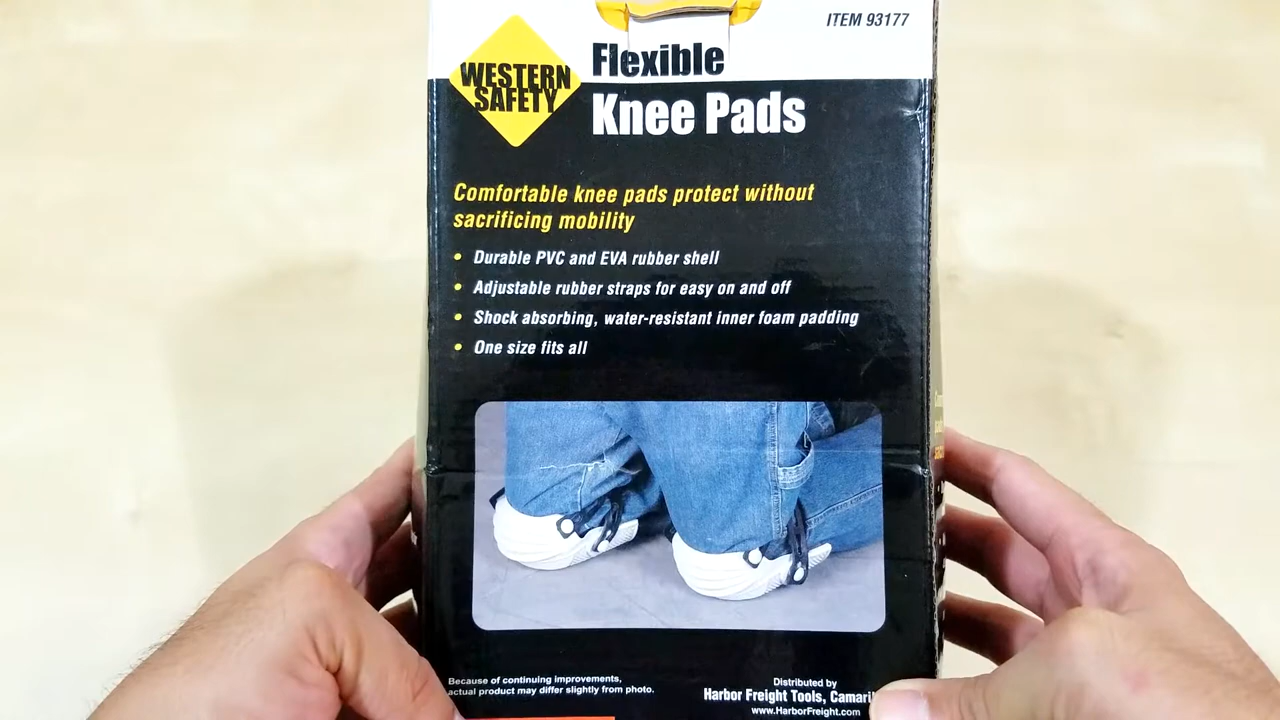 ITEM 93177
WESTERN
SAFETY
Flexible
Knee Pads
Comfortable knee pads protect without
sacrificing mobility
• Durable PVC and EVA rubber shell
• Adjustable rubber straps for easy on and off
• Shock absorbing, water-resistant inner foam padding
• One size fits all
Because of continuing improvements,
actual product may differ slightly from photo.
Distributed by
Harbor Freight Tools,
www.HarborFreight.com